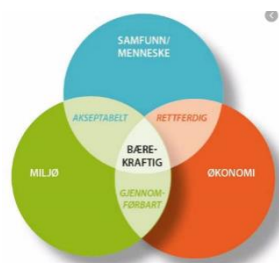 SAMFUNN/
MENNESKE
AKSEPTABELT
RETTFERDIG
BÆRE-
KRAFTIG
MILJØ
ØKONOMI
GJENNOM-
FØRBART